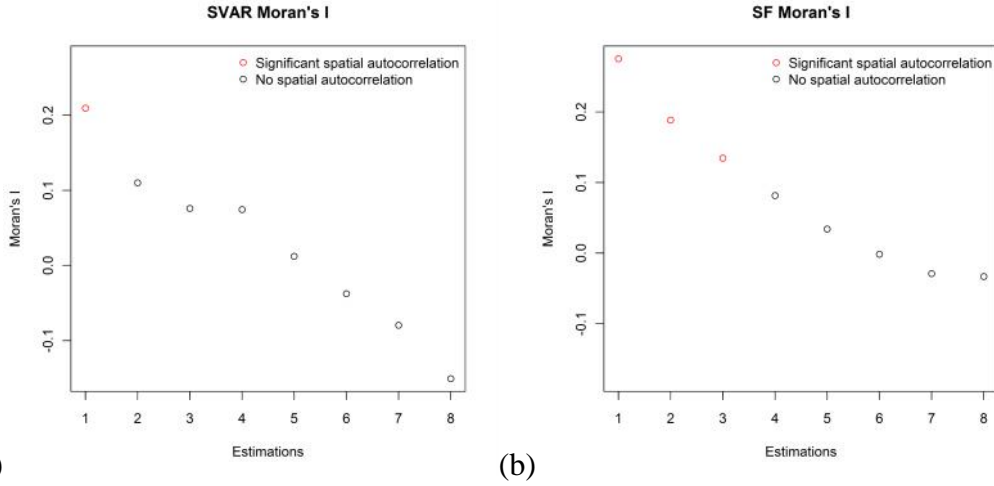 SVAR Moran's I
Significant spatial autocorrelation
No spatial autocorrelation
Moran's I
0.2
0.1
0.0
-0.1
1 2 3 4 5 6 7 8
Estimations
)
SF Moran's I
Significant spatial autocorrelation
No spatial autocorrelation
Moran's I
0.2
0.1
0.0
-0.1
1 2 3 4 5 6 7 8
Estimations
(b)